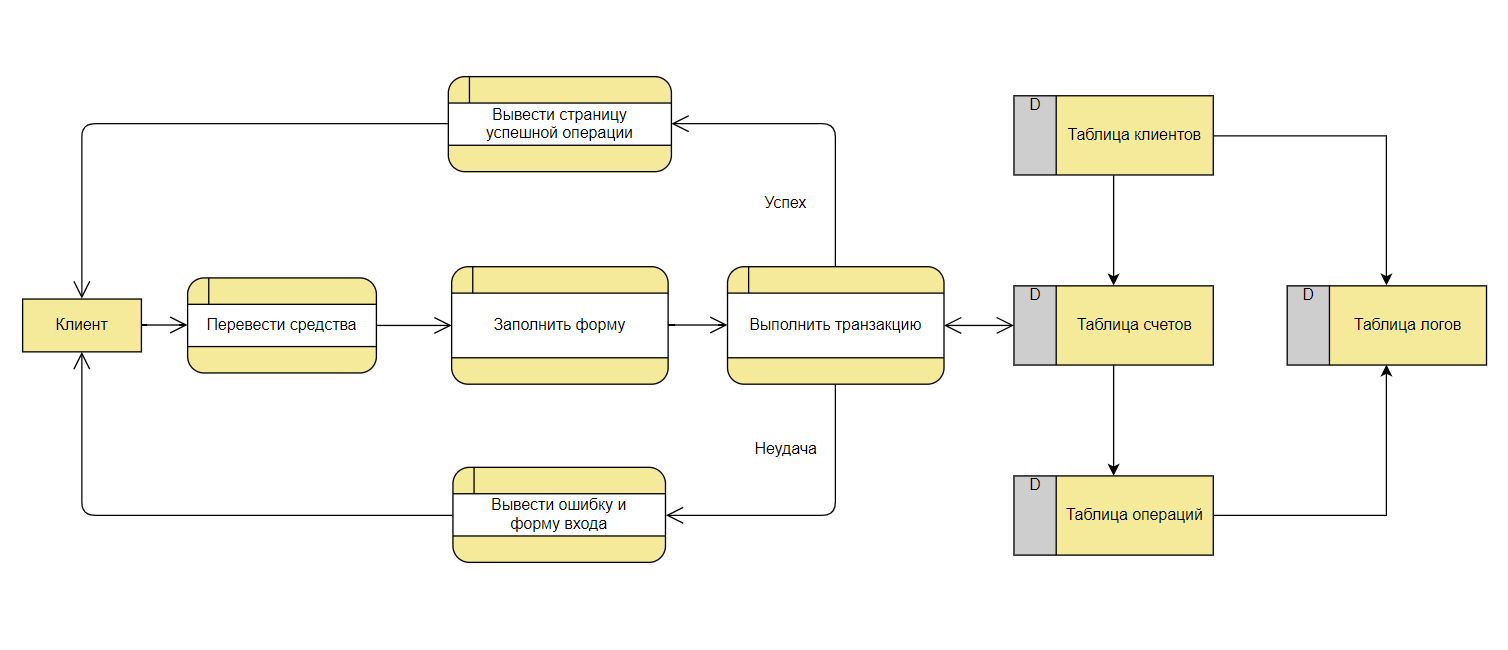 Вывести страницу
успешной операции
D
Таблица клиентов
Успех
Клиент
Перевести средства
Заполнить форму
Выполнить транзакцию
D
Таблица счетов
D
Таблица логов
Неудача
Вывести ошибку и
форму входа
D
Таблица операций